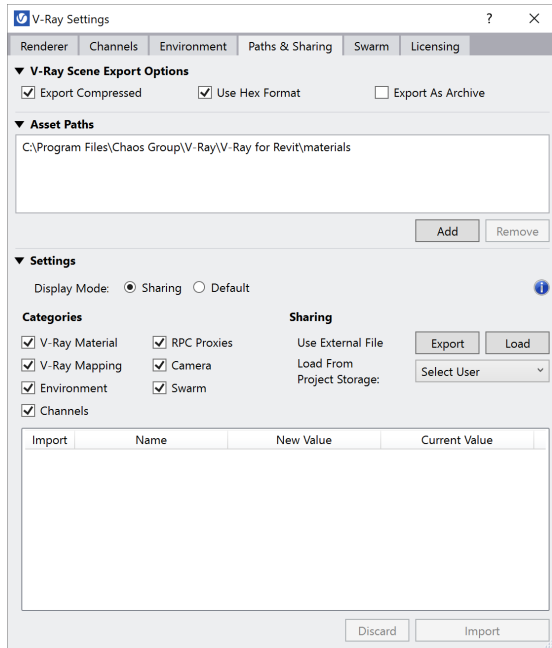 V-Ray Settings ?
Renderer Channels Environment Paths & Sharing Swarm Licensing
V-Ray Scene Export Options
Export Compressed Use Hex Format Export As Archive
Asset Paths
C:\Program Files\Chaos Group\V-Ray\V-Ray for Revit\materials
Add Remove
Settings
Display Mode: Sharing Default
Categories Sharing
V-Ray Material RPC Proxies Use External File Export Load
V-Ray Mapping Camera Load From
Project Storage: Select User
Environment Swarm
Channels
Import Name New Value Current Value
Discard Import